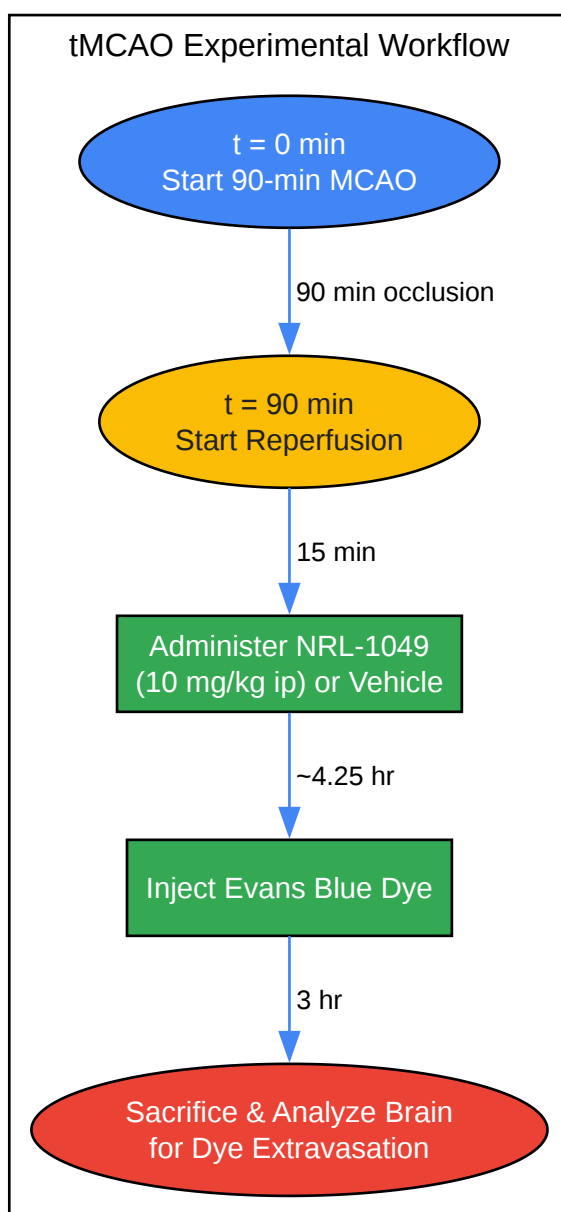 tMCAO Experimental Workflow
t = 0 min
Start 90-min MCAO
90 min occlusion
t = 90 min
Start Reperfusion
15 min
Administer NRL-1049
(10 mg/kg ip) or Vehicle
~4.25 hr
Inject Evans Blue Dye
3 hr
Sacrifice & Analyze Brain
for Dye Extravasation